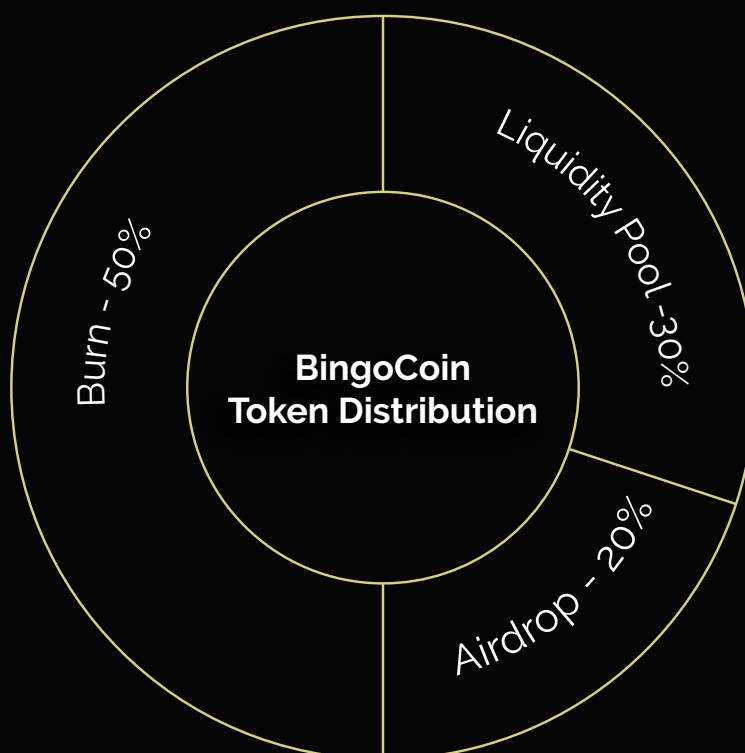 BingoCoin
Token Distribution
Liquidity Pool -30%
Airdrop - 20%
Burn - 50%